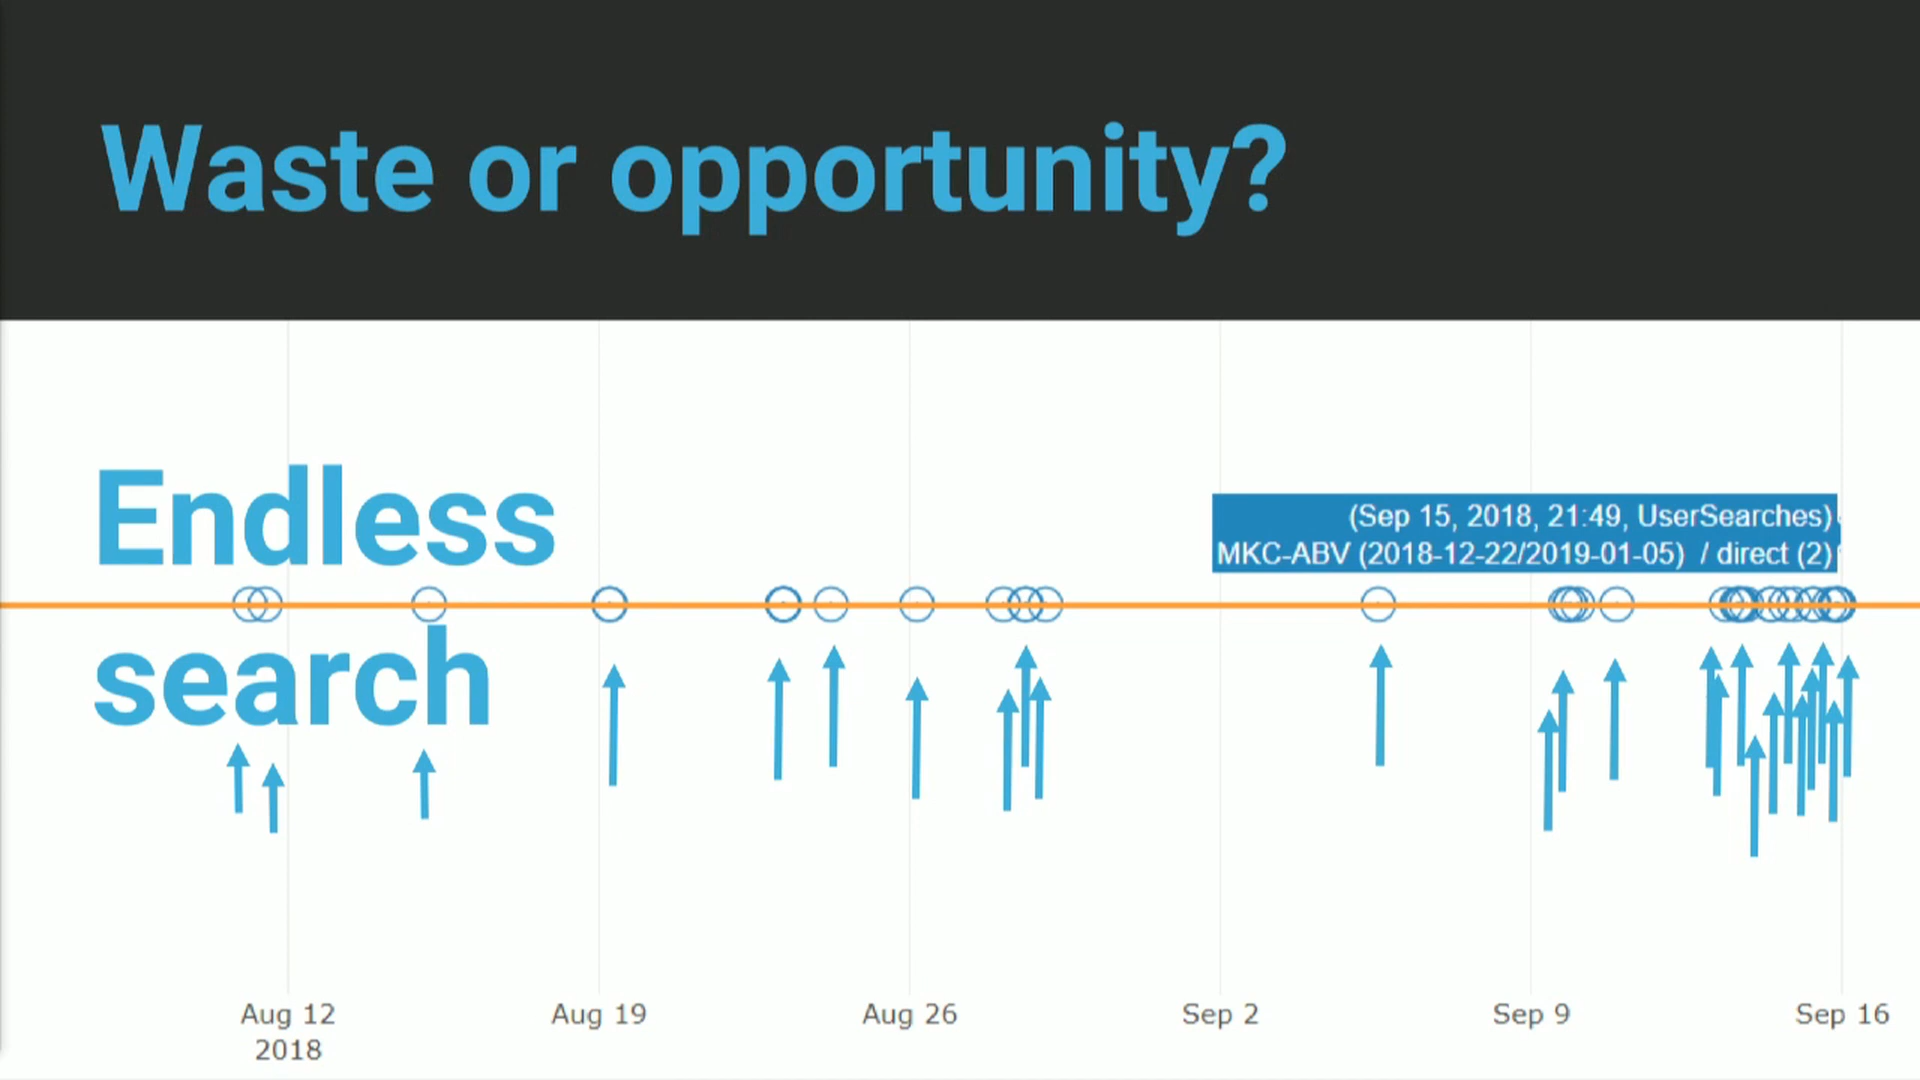 Waste or opportunity?
Endless
search
(Sep 15, 2018, 21:49, UserSearches)
MKC-ABV (2018-12-22/2019-01-05) / direct (2)
Aug 12
2018
Aug 19
Aug 26
Sep 2
Sep 9
Sep 16